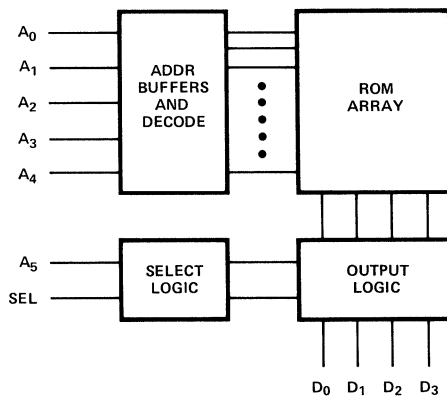 A0
A1
A2
A3
A4
ADDR
BUFFERS
AND
DECODE
ROM
ARRAY
A5
SEL
SELECT
LOGIC
OUTPUT
LOGIC
D0 D1 D2 D3